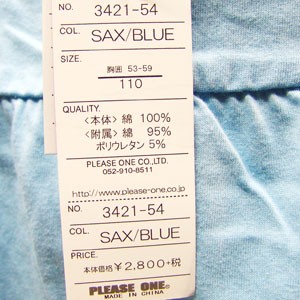 NO. 3421-54
COL. SAX/BLUE
SIZE.
胸囲 53-59
110
QUALITY.
〈本体〉綿 100%
〈附属〉綿 95%
ポリウレタン 5%
PLEASE ONE CO.,LTD.
052-910-8511
http://www.please-one.co.jp
NO. 3421-54
COL. SAX/BLUE
PRICE.
本体価格 ¥2,800+税
PLEASE ONE.
MADE IN CHINA